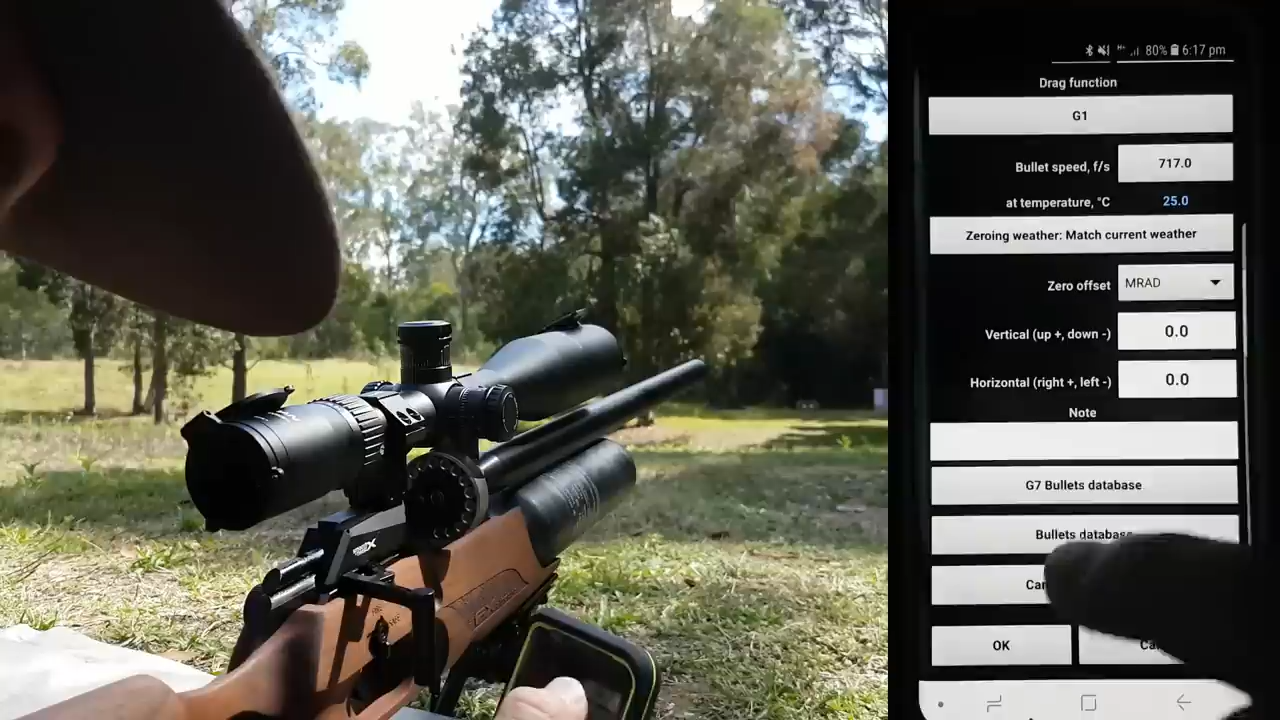 80% 6:17 pm
Drag function
G1
Bullet speed, f/s 717.0
at temperature, °C 25.0
Zeroing weather: Match current weather
Zero offset MRAD
Vertical (up +, down -) 0.0
Horizontal (right +, left -) 0.0
Note
G7 Bullets database
Bullets database
OK